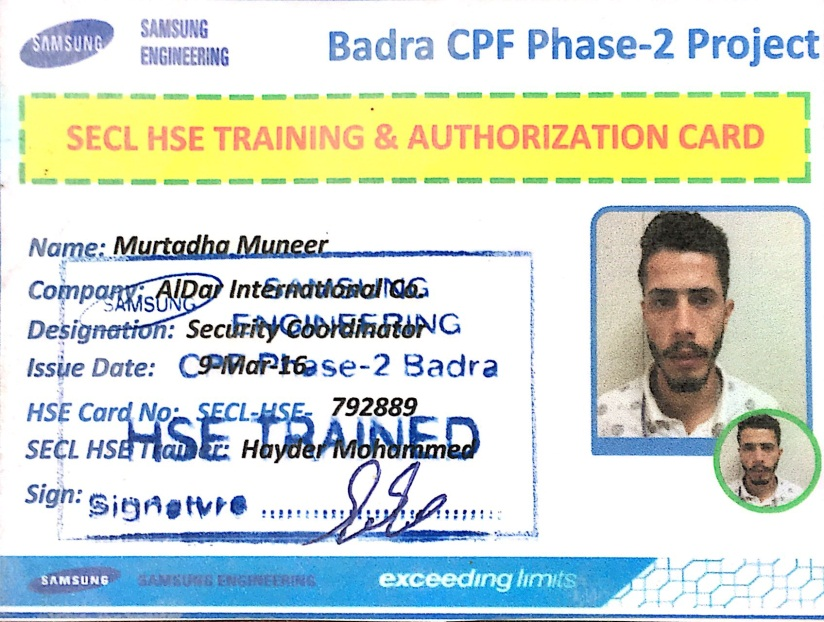 SAMSUNG
SAMSUNG
ENGINEERING
Badra CPF Phase-2 Project
SECL HSE TRAINING & AUTHORIZATION CARD
Name: Murtadha Muneer
Company: AlDar International Co.
SAMSUNG
SAMSUNG
Designation: Security Coordinator
ENGINEERING
Issue Date: 9-Mar-16
CPF Phase-2 Badra
HSE Card No: SECL-HSE- 792889
HSE TRAINED
SECL HSE Trainer: Hayder Mohammed
Sign:
Signature
SAMSUNG SAMSUNG ENGINEERING exceeding limits